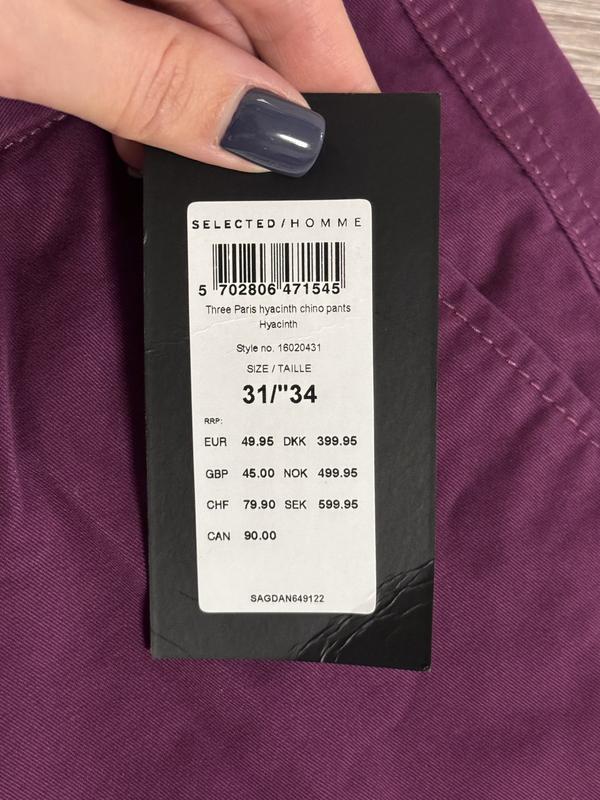 SELECTED/HOMME
5 702806 471545
Three Paris hyacinth chino pants
Hyacinth
Style no. 16020431
SIZE / TAILLE
31/"34
RRP:
EUR 49.95 DKK 399.95
GBP 45.00 NOK 499.95
CHF 79.90 SEK 599.95
CAN 90.00
SAGDAN649122